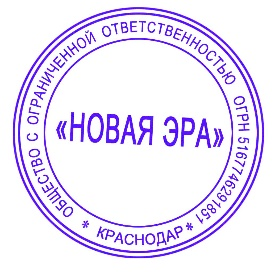 ОБЩЕСТВО С ОГРАНИЧЕННОЙ ОТВЕТСТВЕННОСТЬЮ ОГРН 5167746291851
«НОВАЯ ЭРА»
* КРАСНОДАР *